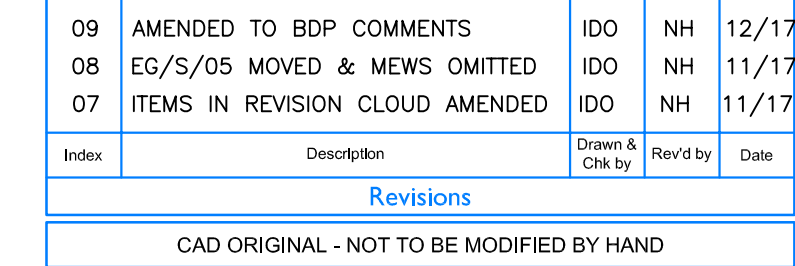 09 AMENDED TO BDP COMMENTS IDO NH 12/17
08 EG/S/05 MOVED & MEWS OMITTED IDO NH 11/17
07 ITEMS IN REVISION CLOUD AMENDED IDO NH 11/17
Index Description Drawn & Chk by Rev'd by Date
Revisions
CAD ORIGINAL - NOT TO BE MODIFIED BY HAND